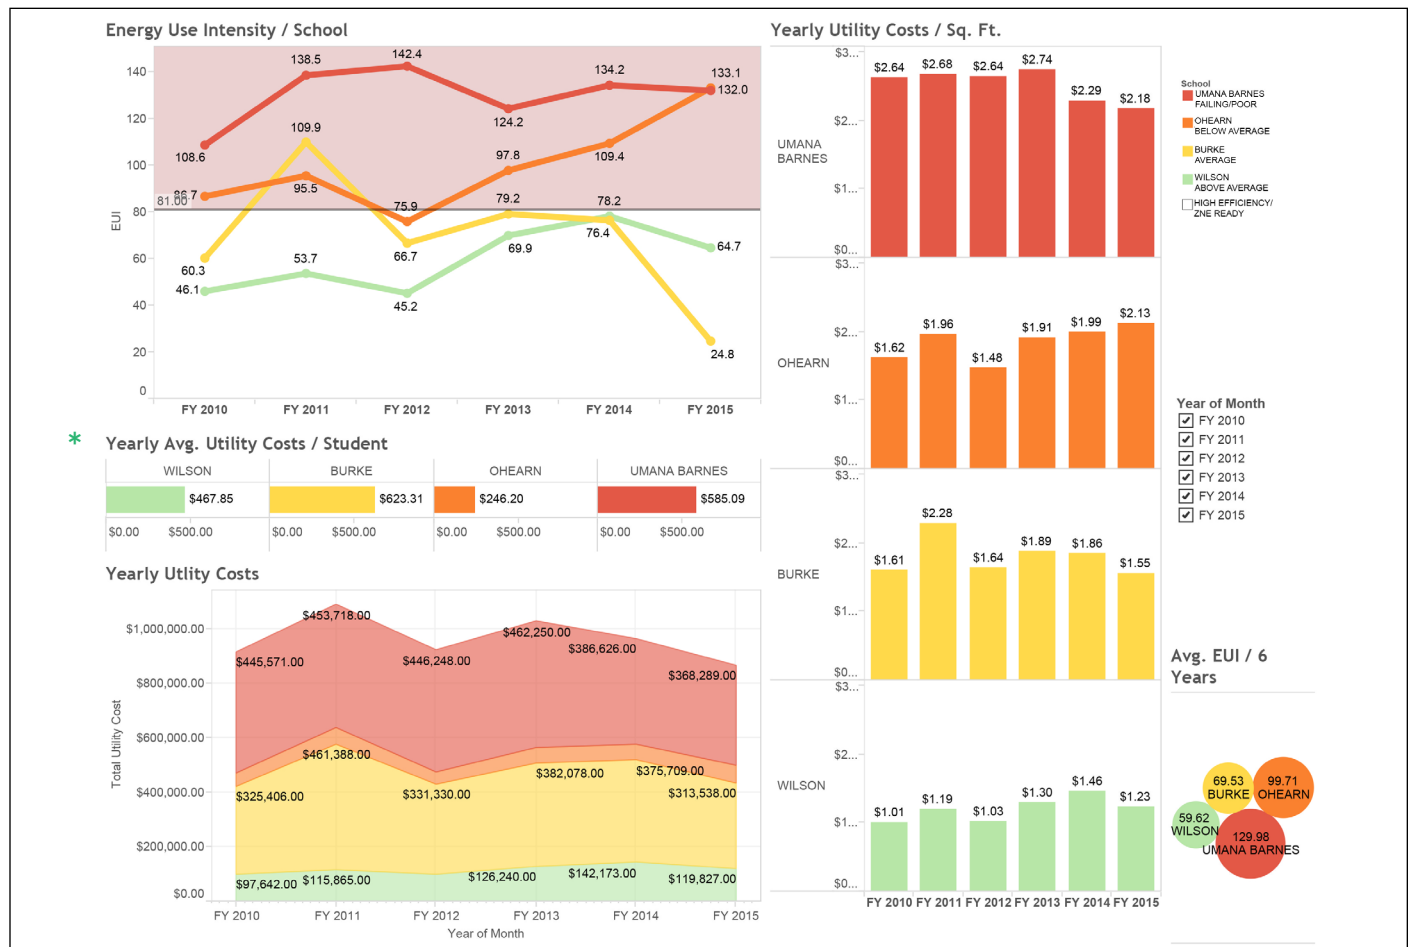 Energy Use Intensity / School
140
120
100
80
60
40
20
0
EUI
81.00
108.6
138.5
142.4
124.2
134.2
132.0
86.7
95.5
75.9
97.8
109.4
133.1
60.3
109.9
66.7
79.2
76.4
24.8
46.1
53.7
45.2
69.9
78.2
64.7
FY 2010 FY 2011 FY 2012 FY 2013 FY 2014 FY 2015
* Yearly Avg. Utility Costs / Student
WILSON BURKE OHEARN UMANA BARNES
$467.85 $623.31 $246.20 $585.09
$0.00 $500.00 $0.00 $500.00 $0.00 $500.00 $0.00 $500.00
Yearly Utlity Costs
$1,000,000.00
$800,000.00
$600,000.00
$400,000.00
$200,000.00
$0.00
Total Utility Cost
$445,571.00 $453,718.00 $446,248.00 $462,250.00 $386,626.00 $368,289.00
$325,406.00 $461,388.00 $331,330.00 $382,078.00 $375,709.00 $313,538.00
$97,642.00 $115,865.00 $126,240.00 $142,173.00 $119,827.00
FY 2010 FY 2011 FY 2012 FY 2013 FY 2014 FY 2015
Year of Month
Yearly Utility Costs / Sq. Ft.
UMANA
BARNES
$3...
$2...
$1...
$0...
$2.64 $2.68 $2.64 $2.74 $2.29 $2.18
OHEARN
$3...
$2...
$1...
$0...
$1.62 $1.96 $1.48 $1.91 $1.99 $2.13
BURKE
$3...
$2...
$1...
$0...
$1.61 $2.28 $1.64 $1.89 $1.86 $1.55
WILSON
$3...
$2...
$1...
$0...
$1.01 $1.19 $1.03 $1.30 $1.46 $1.23
FY 2010 FY 2011 FY 2012 FY 2013 FY 2014 FY 2015
School
UMANA BARNES
FAILING/POOR
OHEARN
BELOW AVERAGE
BURKE
AVERAGE
WILSON
ABOVE AVERAGE
HIGH EFFICIENCY/
ZNE READY
Year of Month
FY 2010
FY 2011
FY 2012
FY 2013
FY 2014
FY 2015
Avg. EUI / 6
Years
69.53
BURKE
99.71
OHEARN
59.62
WILSON
129.98
UMANA BARNES